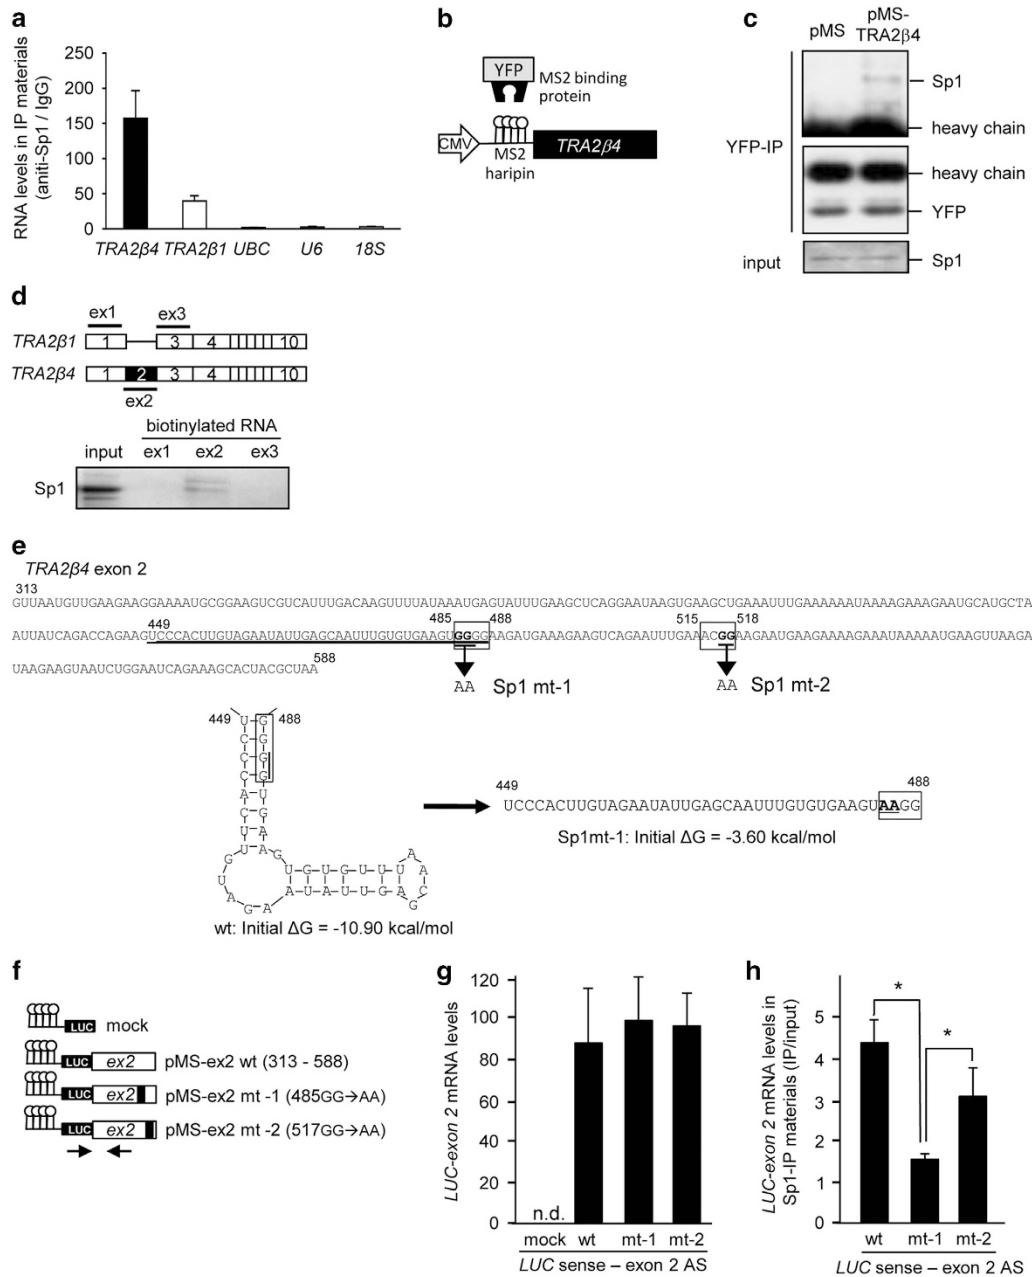 a
RNA levels in IP materials
(aniti-Sp1 / IgG)
250
200
150
100
50
0
TRA2β4 TRA2β1 UBC U6 18S
b
YFP
MS2 binding
protein
CMV
MS2
haripin
TRA2β4
c
pMS
pMS-
TRA2β4
YFP-IP
Sp1
heavy chain
heavy chain
YFP
input
Sp1
d
ex1 ex3
TRA2β1 1 3 4 10
TRA2β4 1 2 3 4 10
ex2
biotinylated RNA
input ex1 ex2 ex3
Sp1
e
TRA2β4 exon 2
313
GUUAAUGUUGAAGAAGGAAAAUGCGGAAGUCGUCAUUUGACAAGUUUUAUAAAUGAGUAUUUGAAGCUCAGGAAUAAGUGAAGCUGAAAUUUGAAAAAAUAAAAGAAAGAAUGCAUGCUA
449 485 488 515 518
AUUAUCAGACCAGAAGUCCCACUUGUAGAAUAUUGAGCAAUUUGUGUGAAGUGGGGAAGAUGAAAGAAGUCAGAAUUUGAAACGGAAGAAUGAAGAAAAGAAAUAAAAAUGAAGUUAAGA
UAAGAAGUAAUCUGGAAUCAGAAAGCACUACGCUAA 588
AA Sp1 mt-1
AA Sp1 mt-2
449 488
U G
C G
C G
C G
A U
C G
U A
U A G U G U G U U U A
G A
U C
A G
G A A U A U U G A G
wt: Initial ΔG = -10.90 kcal/mol
449 488
UCCCACUUGUAGAAUAUUGAGCAAUUUGUGUGAAGUAAGG
Sp1mt-1: Initial ΔG = -3.60 kcal/mol
f
LUC mock
LUC ex2 pMS-ex2 wt (313 - 588)
LUC ex2 pMS-ex2 mt -1 (485GG→AA)
LUC ex2 pMS-ex2 mt -2 (517GG→AA)
g
LUC-exon 2 mRNA levels
120
100
80
60
40
20
0
n.d.
mock wt mt-1 mt-2
LUC sense – exon 2 AS
h
LUC-exon 2 mRNA levels in
Sp1-IP materials (IP/input)
5
4
3
2
1
0
*
*
wt mt-1 mt-2
LUC sense – exon 2 AS